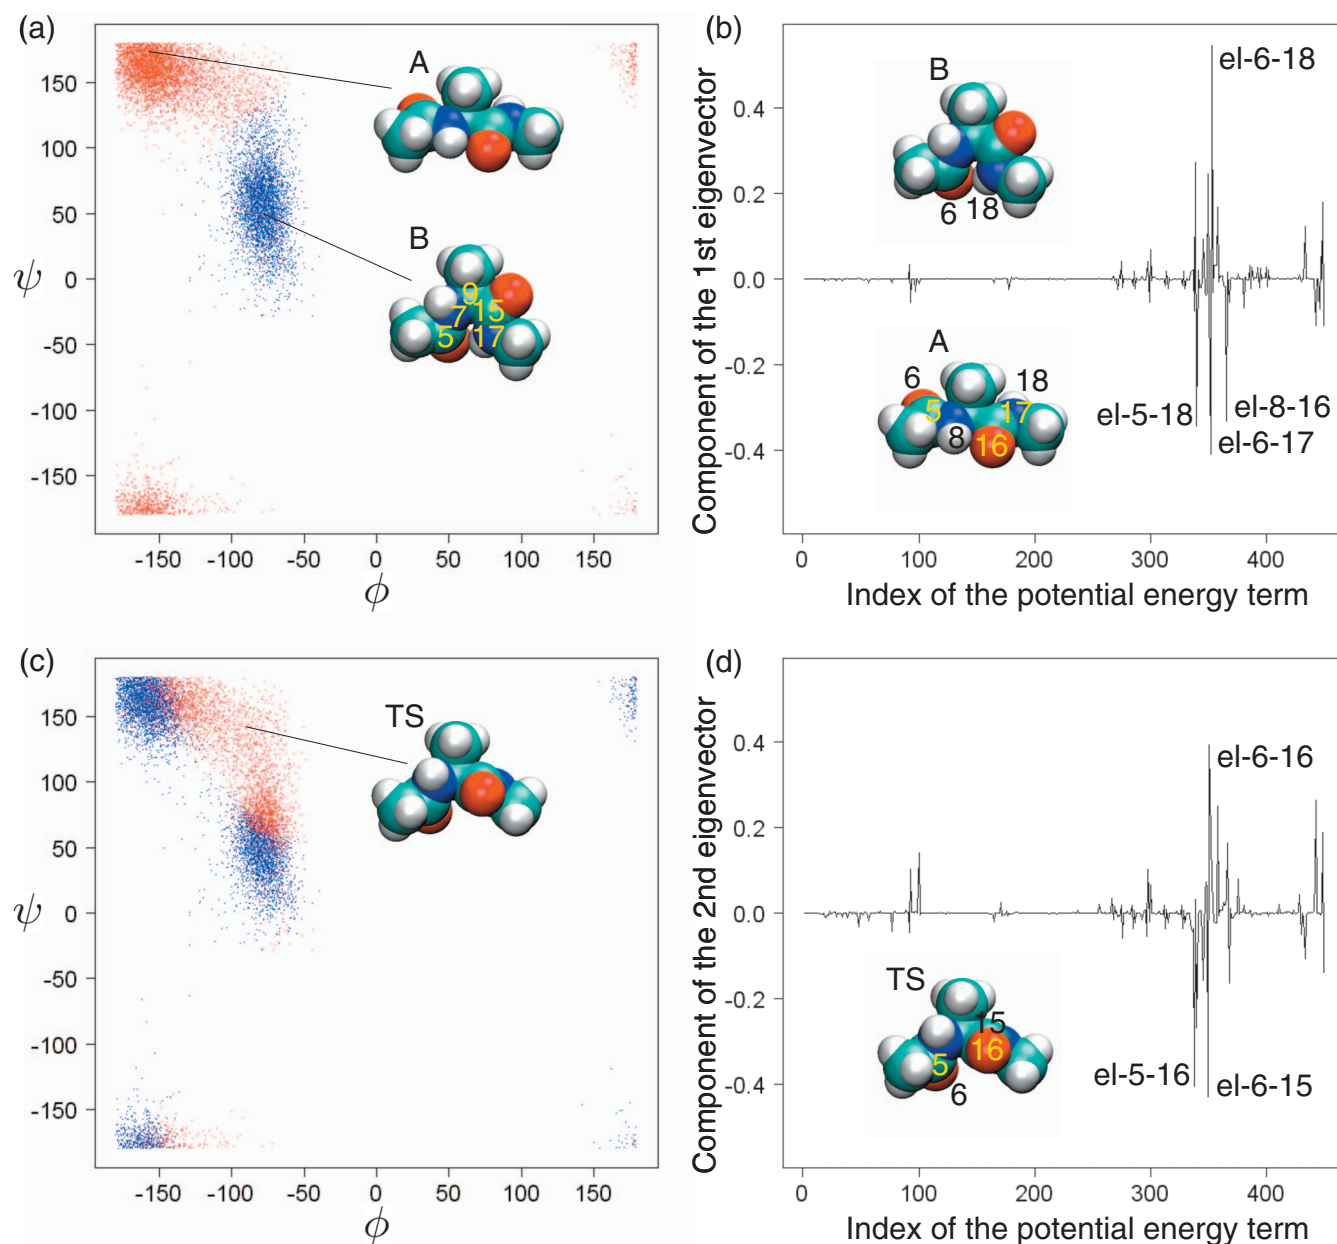 (a)
A
B
9
7
15
5
17
150
100
50
0
-50
-100
-150
ψ
-150
-100
-50
0
50
100
150
ϕ
(b)
Component of the 1st eigenvector
0.4
0.2
0.0
-0.2
-0.4
B
6
18
A
6
18
5
17
8
16
el-6-18
el-5-18
el-8-16
el-6-17
0
100
200
300
400
Index of the potential energy term
(c)
TS
150
100
50
0
-50
-100
-150
ψ
-150
-100
-50
0
50
100
150
ϕ
(d)
Component of the 2nd eigenvector
0.4
0.2
0.0
-0.2
-0.4
el-6-16
TS
15
16
5
6
el-5-16
el-6-15
0
100
200
300
400
Index of the potential energy term